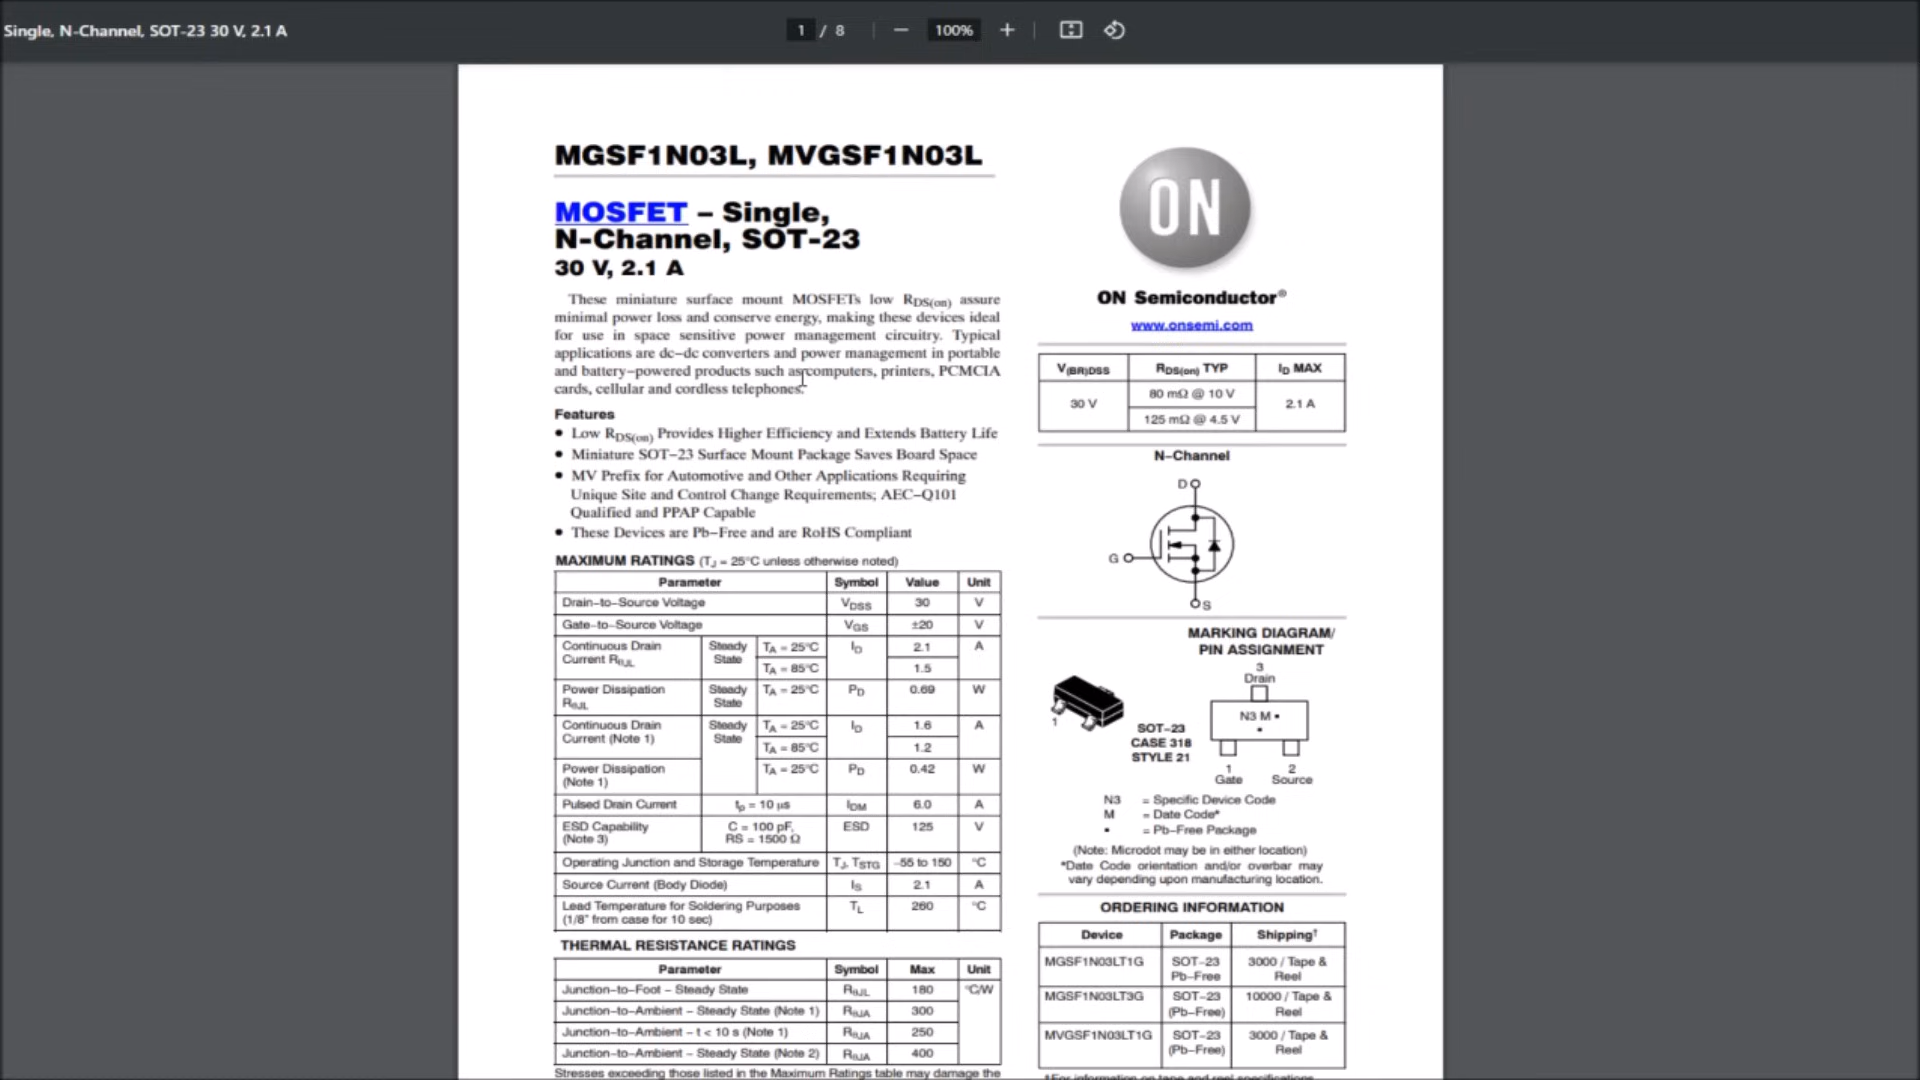 Single, N-Channel, SOT-23 30 V, 2.1 A
1 / 8
100%
MGSF1N03L, MVGSF1N03L
MOSFET – Single,
N-Channel, SOT-23
30 V, 2.1 A
These miniature surface mount MOSFETs low RDS(on) assure
minimal power loss and conserve energy, making these devices ideal
for use in space sensitive power management circuitry. Typical
applications are dc–dc converters and power management in portable
and battery–powered products such as computers, printers, PCMCIA
cards, cellular and cordless telephones.
Features
• Low RDS(on) Provides Higher Efficiency and Extends Battery Life
• Miniature SOT–23 Surface Mount Package Saves Board Space
• MV Prefix for Automotive and Other Applications Requiring
Unique Site and Control Change Requirements; AEC–Q101
Qualified and PPAP Capable
• These Devices are Pb–Free and are RoHS Compliant
MAXIMUM RATINGS (TJ = 25°C unless otherwise noted)
Parameter Symbol Value Unit
Drain–to–Source Voltage VDSS 30 V
Gate–to–Source Voltage VGS ±20 V
Continuous Drain Current RθJL Steady State TA = 25°C ID 2.1 A
TA = 85°C 1.5
Power Dissipation RθJL Steady State TA = 25°C PD 0.69 W
Continuous Drain Current (Note 1) Steady State TA = 25°C ID 1.6 A
TA = 85°C 1.2
Power Dissipation (Note 1) TA = 25°C PD 0.42 W
Pulsed Drain Current tp = 10 µs IDM 6.0 A
ESD Capability (Note 3) C = 100 pF, RS = 1500 Ω ESD 125 V
Operating Junction and Storage Temperature TJ, TSTG –55 to 150 °C
Source Current (Body Diode) IS 2.1 A
Lead Temperature for Soldering Purposes (1/8" from case for 10 sec) TL 260 °C
THERMAL RESISTANCE RATINGS
Parameter Symbol Max Unit
Junction–to–Foot – Steady State RθJL 180 °C/W
Junction–to–Ambient – Steady State (Note 1) RθJA 300
Junction–to–Ambient – t < 10 s (Note 1) RθJA 250
Junction–to–Ambient – Steady State (Note 2) RθJA 400
Stresses exceeding those listed in the Maximum Ratings table may damage the
ON
ON Semiconductor®
www.onsemi.com
V(BR)DSS RDS(on) TYP ID MAX
30 V 80 mΩ @ 10 V 2.1 A
125 mΩ @ 4.5 V
N–Channel
D
G
S
MARKING DIAGRAM/
PIN ASSIGNMENT
3
Drain
N3 M •
•
1
SOT–23
CASE 318
STYLE 21
1 2
Gate Source
N3 = Specific Device Code
M = Date Code*
• = Pb–Free Package
(Note: Microdot may be in either location)
*Date Code orientation and/or overbar may
vary depending upon manufacturing location.
ORDERING INFORMATION
Device Package Shipping†
MGSF1N03LT1G SOT–23 Pb–Free 3000 / Tape & Reel
MGSF1N03LT3G SOT–23 (Pb–Free) 10000 / Tape & Reel
MVGSF1N03LT1G SOT–23 (Pb–Free) 3000 / Tape & Reel
†For information on tape and reel specifications,